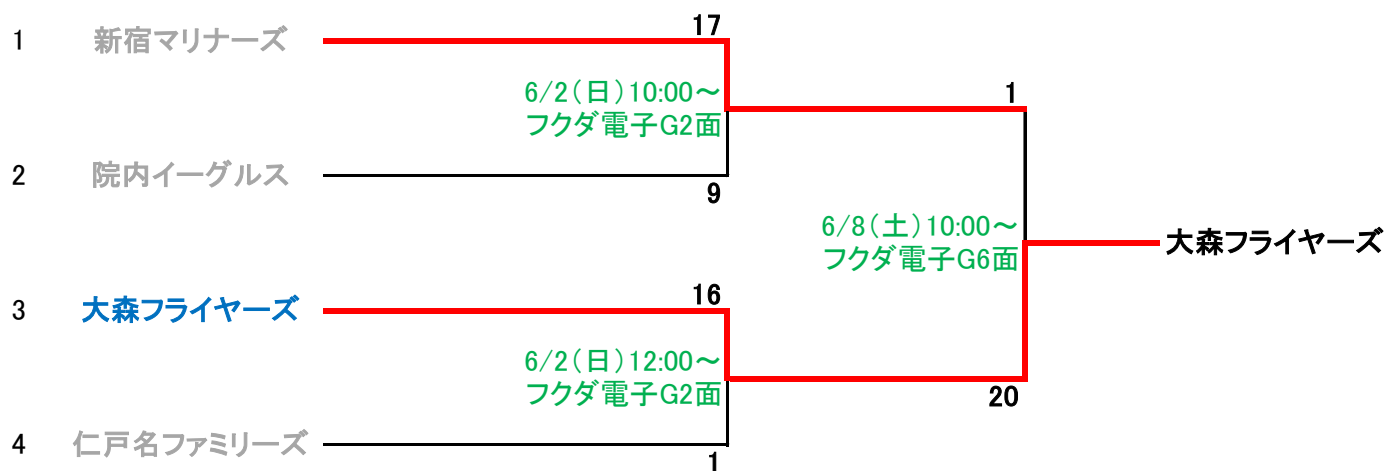 17
1 新宿マリナーズ
6/2(日)10:00～
フクダ電子G2面
1
2 院内イーグルス
9
6/8(土)10:00～
フクダ電子G6面
大森フライヤーズ
3 大森フライヤーズ
16
6/2(日)12:00～
フクダ電子G2面
20
4 仁戸名ファミリーズ
1